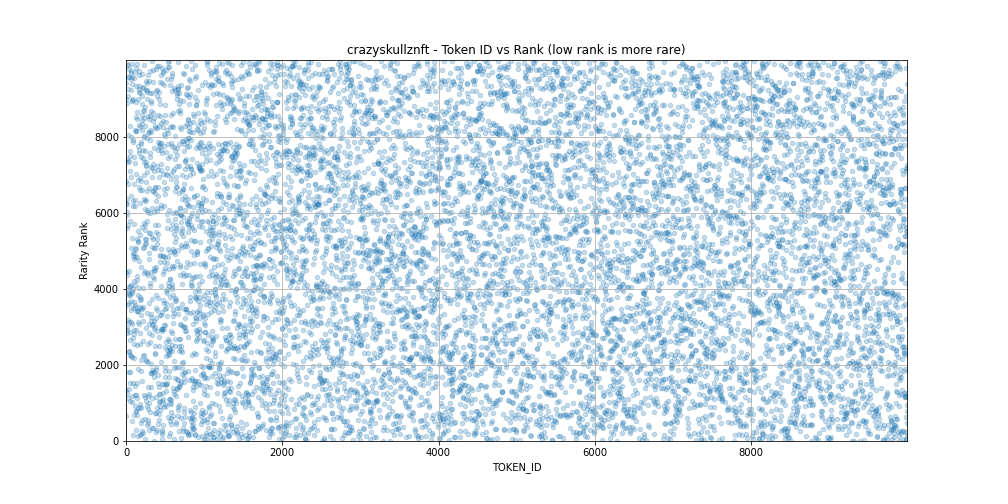 crazyskullznft - Token ID vs Rank (low rank is more rare)
8000
6000
4000
2000
0
Rarity Rank
0 2000 4000 6000 8000
TOKEN_ID